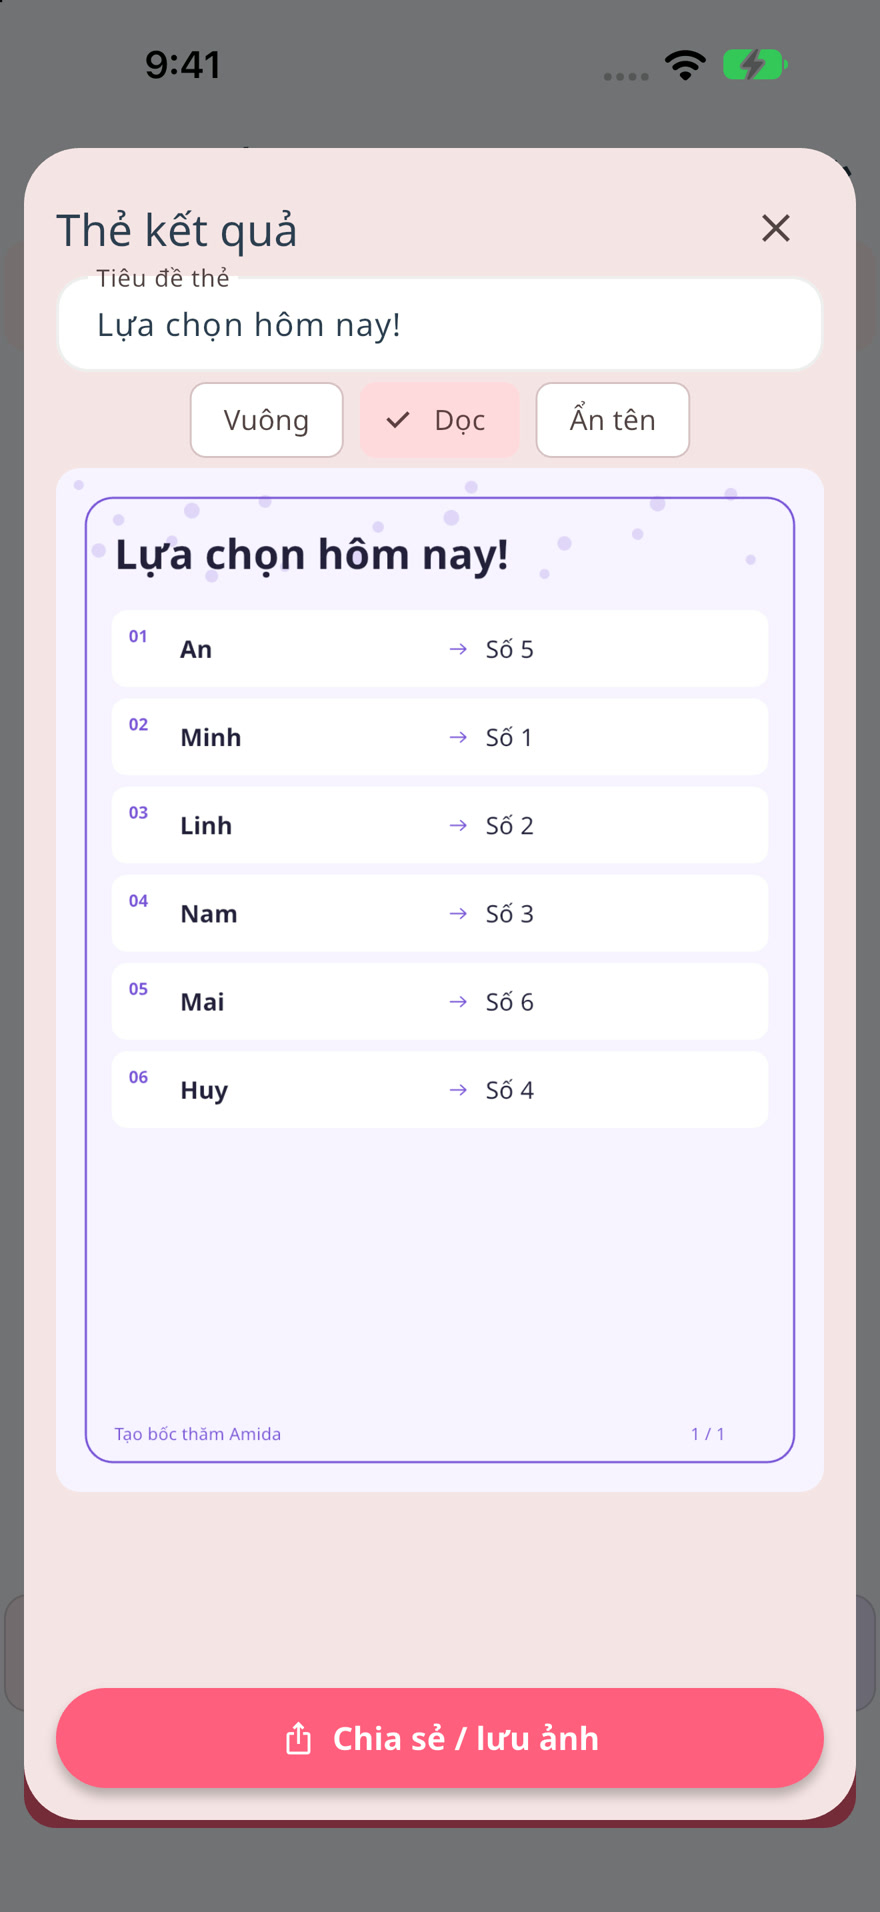 9:41
Thẻ kết quả
Tiêu đề thẻ
Lựa chọn hôm nay!
Vuông
Dọc
Ẩn tên
Lựa chọn hôm nay!
01 An → Số 5
02 Minh → Số 1
03 Linh → Số 2
04 Nam → Số 3
05 Mai → Số 6
06 Huy → Số 4
Tạo bốc thăm Amida 1 / 1
Chia sẻ / lưu ảnh